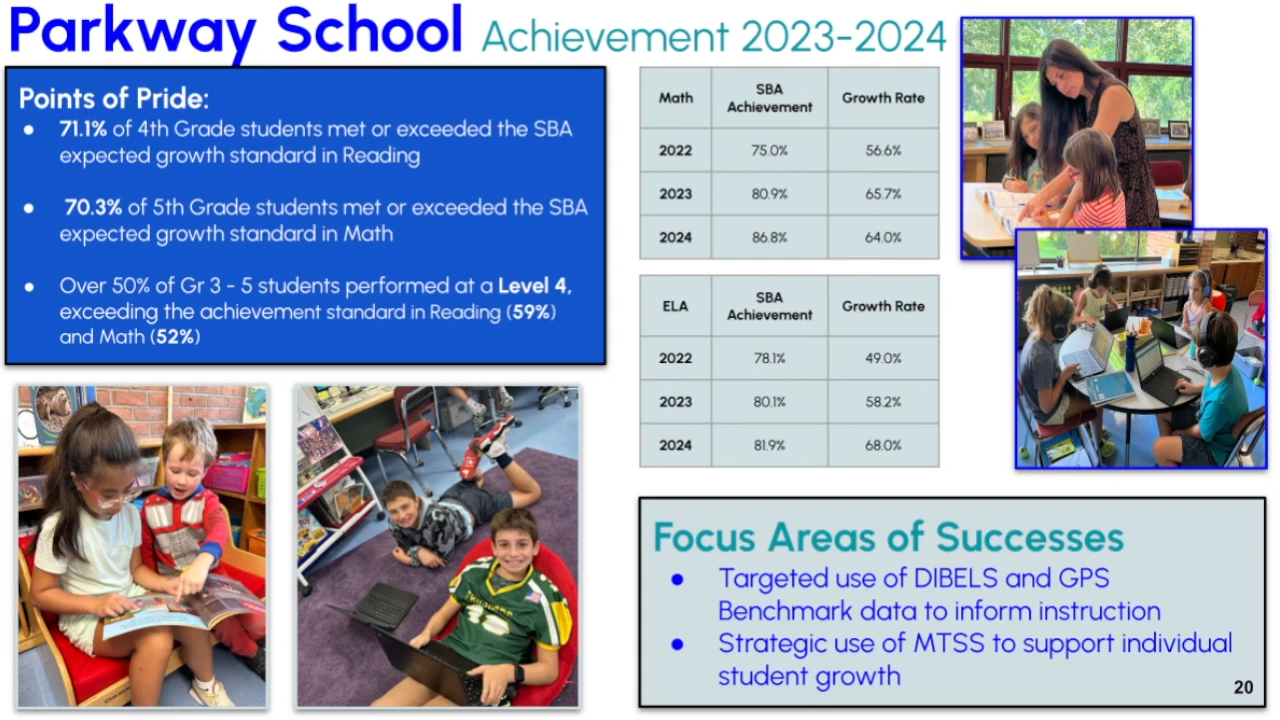 Parkway School Achievement 2023-2024
Points of Pride:
● 71.1% of 4th Grade students met or exceeded the SBA
expected growth standard in Reading
● 70.3% of 5th Grade students met or exceeded the SBA
expected growth standard in Math
● Over 50% of Gr 3 - 5 students performed at a Level 4,
exceeding the achievement standard in Reading (59%)
and Math (52%)
Math SBA Achievement Growth Rate
2022 75.0% 56.6%
2023 80.9% 65.7%
2024 86.8% 64.0%
ELA SBA Achievement Growth Rate
2022 78.1% 49.0%
2023 80.1% 58.2%
2024 81.9% 68.0%
Focus Areas of Successes
● Targeted use of DIBELS and GPS
Benchmark data to inform instruction
● Strategic use of MTSS to support individual
student growth
20